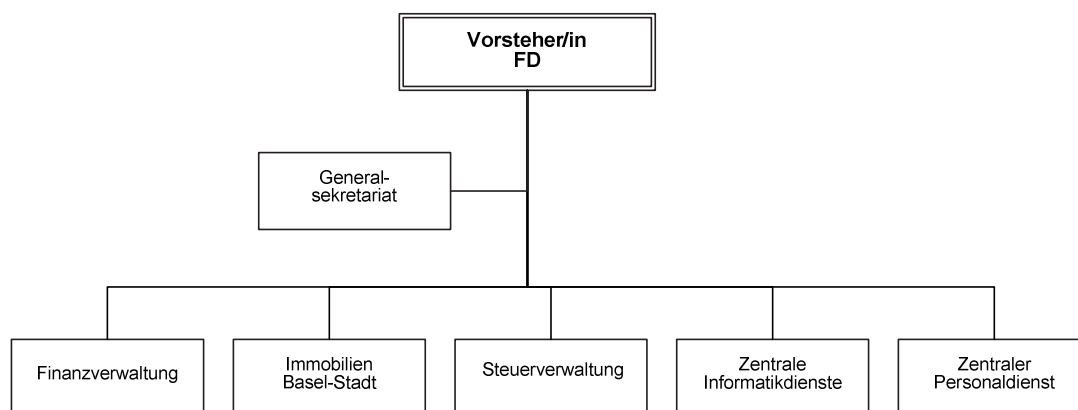 Vorsteher/in
FD
General-
sekretariat
Finanzverwaltung
Immobilien
Basel-Stadt
Steuerverwaltung
Zentrale
Informatikdienste
Zentraler
Personaldienst